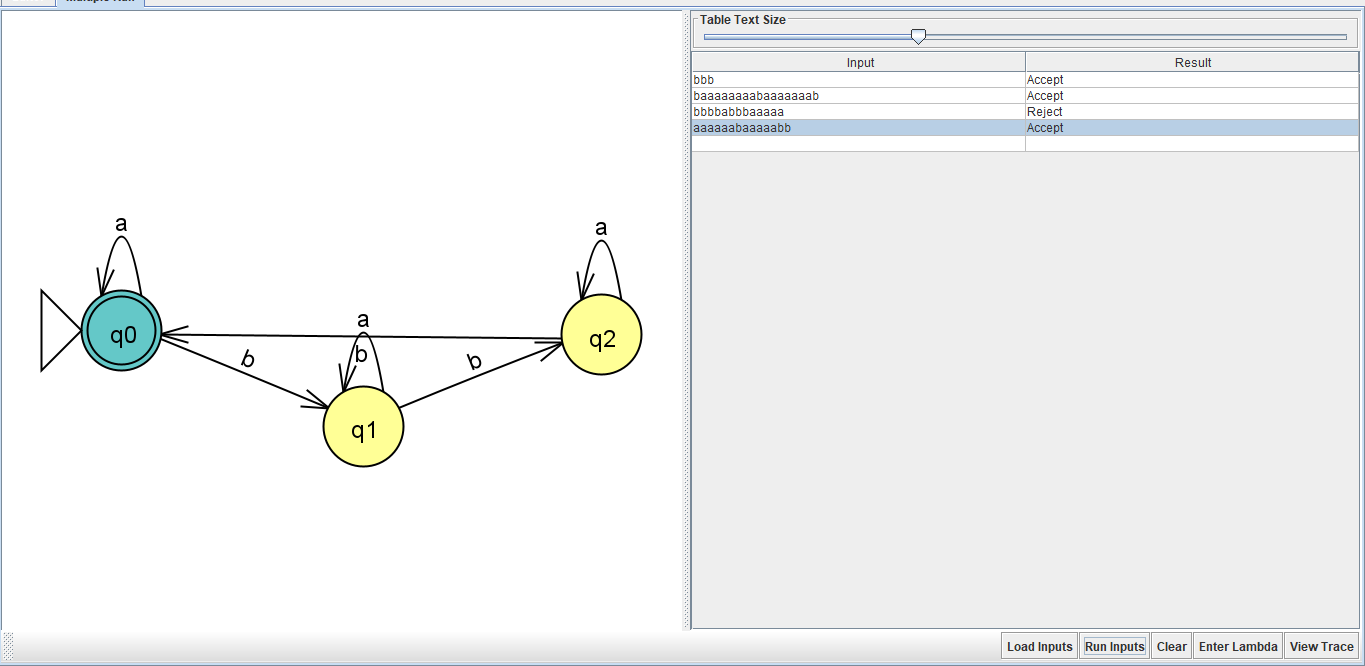 Multiple Run
Table Text Size
Input Result
bbb Accept
baaaaaaaabaaaaaaab Accept
bbbbabbbaaaaa Reject
aaaaaabaaaaabb Accept
a
a
a
q0
q2
b
b
b
q1
Load Inputs Run Inputs Clear Enter Lambda View Trace